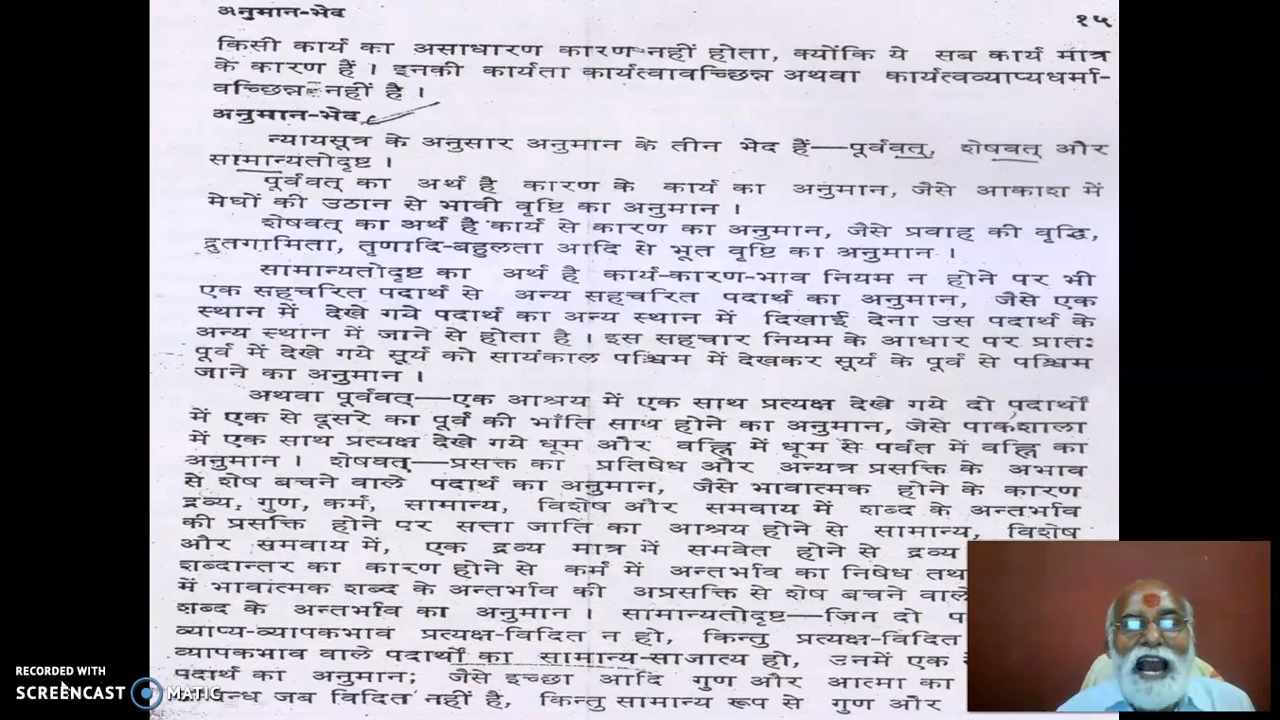 अनुमान-भेद
१५
किसी कार्य का असाधारण कारण नहीं होता, क्योंकि ये सब कार्य मात्र
के कारण हैं । इनकी कार्यता कार्यत्वावच्छिन्न अथवा कार्यत्वव्याप्यधर्मा-
वच्छिन्न नहीं है ।
अनुमान-भेद
न्यायसूत्र के अनुसार अनुमान के तीन भेद हैं—पूर्ववत्, शेषवत् और
सामान्यतोदृष्ट ।
पूर्ववत् का अर्थ है कारण के कार्य का अनुमान, जैसे आकाश में
मेघों की उठान से भावी वृष्टि का अनुमान ।
शेषवत् का अर्थ है कार्य से कारण का अनुमान, जैसे प्रवाह की वृद्धि,
द्रुतगामिता, तृणादि-बहुलता आदि से भूत वृष्टि का अनुमान ।
सामान्यतोदृष्ट का अर्थ है कार्य-कारण-भाव नियम न होने पर भी
एक सहचरित पदार्थ से अन्य सहचरित पदार्थ का अनुमान, जैसे एक
स्थान में देखे गये पदार्थ का अन्य स्थान में दिखाई देना उस पदार्थ के
अन्य स्थान में जाने से होता है । इस सहचार नियम के आधार पर प्रातः
पूर्व में देखे गये सूर्य को सायंकाल पश्चिम में देखकर सूर्य के पूर्व से पश्चिम
जाने का अनुमान ।
अथवा पूर्ववत्—एक आश्रय में एक साथ प्रत्यक्ष देखे गये दो पदार्थों
में एक से दूसरे का पूर्व की भाँति साथ होने का अनुमान, जैसे पाकशाला
में एक साथ प्रत्यक्ष देखे गये धूम और वह्नि में धूम से पर्वत में वह्नि का
अनुमान । शेषवत्—प्रसक्त का प्रतिषेध और अन्यत्र प्रसक्ति के अभाव
से शेष बचने वाले पदार्थ का अनुमान, जैसे भावात्मक होने के कारण
द्रव्य, गुण, कर्म, सामान्य, विशेष और समवाय में शब्द के अन्तर्भाव
की प्रसक्ति होने पर सत्ता जाति का आश्रय होने से सामान्य, विशेष
और समवाय में, एक द्रव्य मात्र में समवेत होने से द्रव्य
शब्दान्तर का कारण होने से कर्म में अन्तर्भाव का निषेध तथ
में भावात्मक शब्द के अन्तर्भाव की अप्रसक्ति से शेष बचने वाले
शब्द के अन्तर्भाव का अनुमान । सामान्यतोदृष्ट—जिन दो
व्याप्य-व्यापकभाव प्रत्यक्ष-विदित न हो, किन्तु प्रत्यक्ष-विदित
व्यापकभाव वाले पदार्थों का सामान्य-साजात्य हो, उनमें एक
पदार्थ का अनुमान; जैसे इच्छा आदि गुण और आत्मा का
न्ध जब विदित नहीं है, किन्तु सामान्य रूप से गुण और
RECORDED WITH
SCREENCAST MATIC